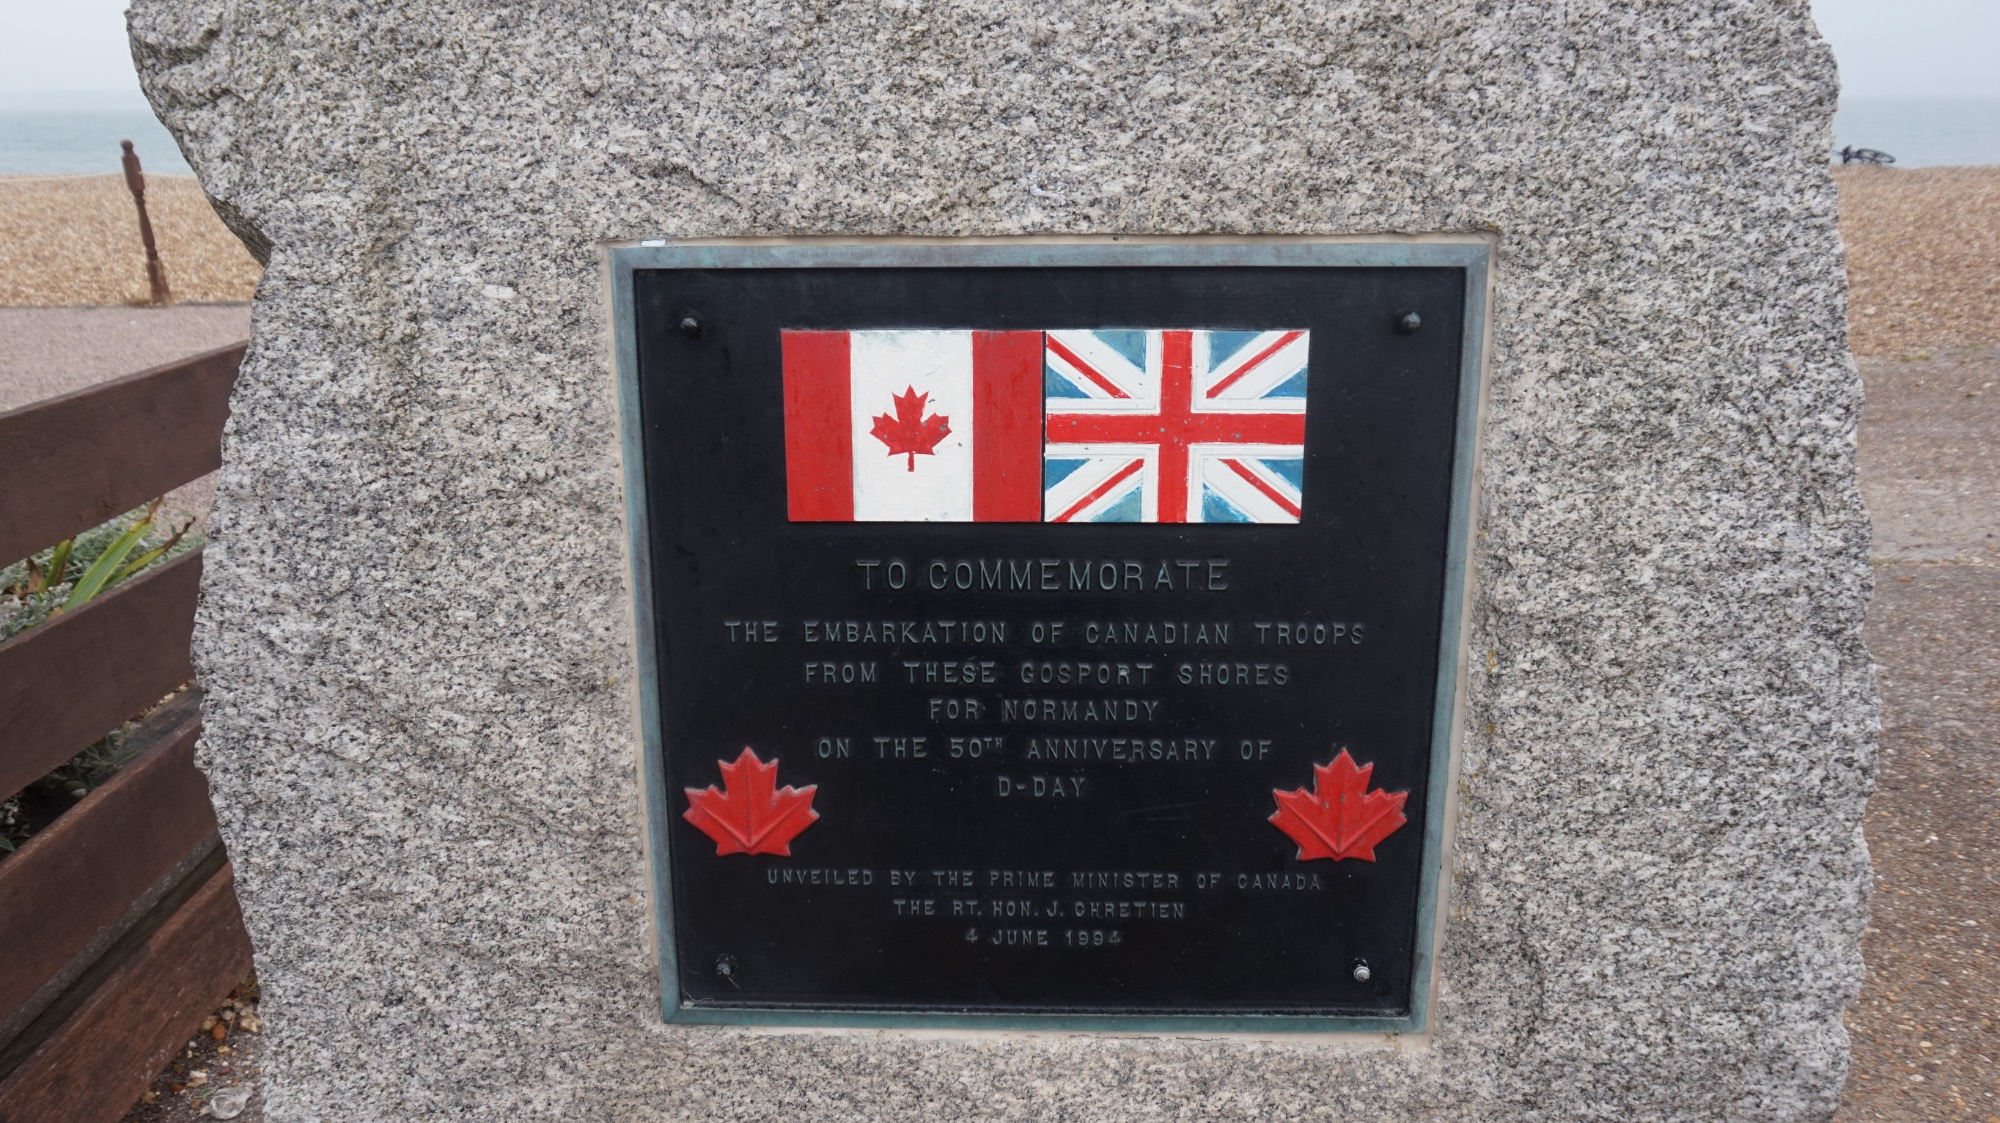 TO COMMEMORATE
THE EMBARKATION OF CANADIAN TROOPS
FROM THESE GOSPORT SHORES
FOR NORMANDY
ON THE 50TH ANNIVERSARY OF
D-DAY
UNVEILED BY THE PRIME MINISTER OF CANADA
THE RT. HON. J. CHRETIEN
4 JUNE 1994